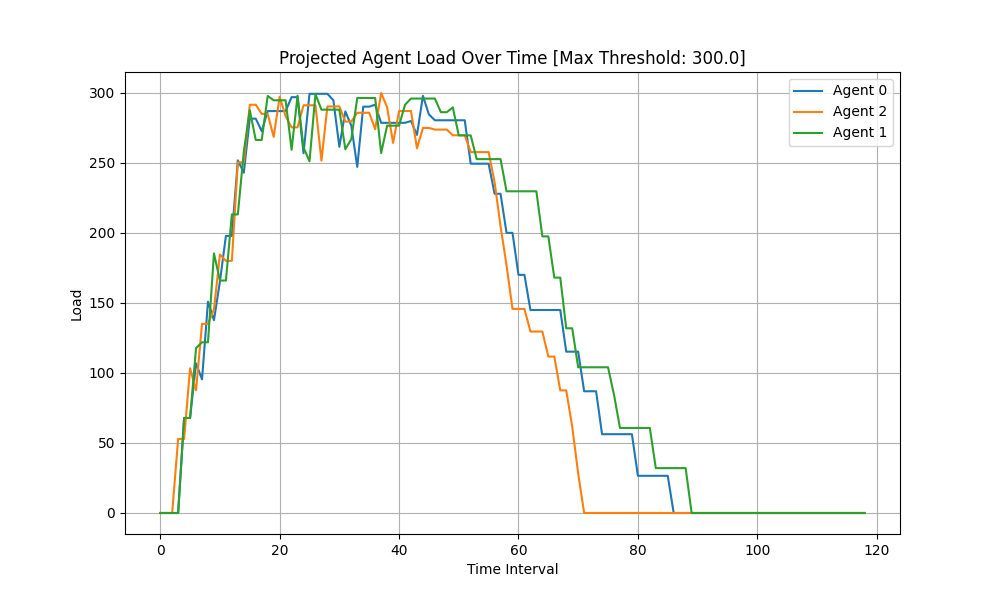 Projected Agent Load Over Time [Max Threshold: 300.0]
Agent 0
Agent 2
Agent 1
300
250
200
150
100
50
0
Load
0 20 40 60 80 100 120
Time Interval